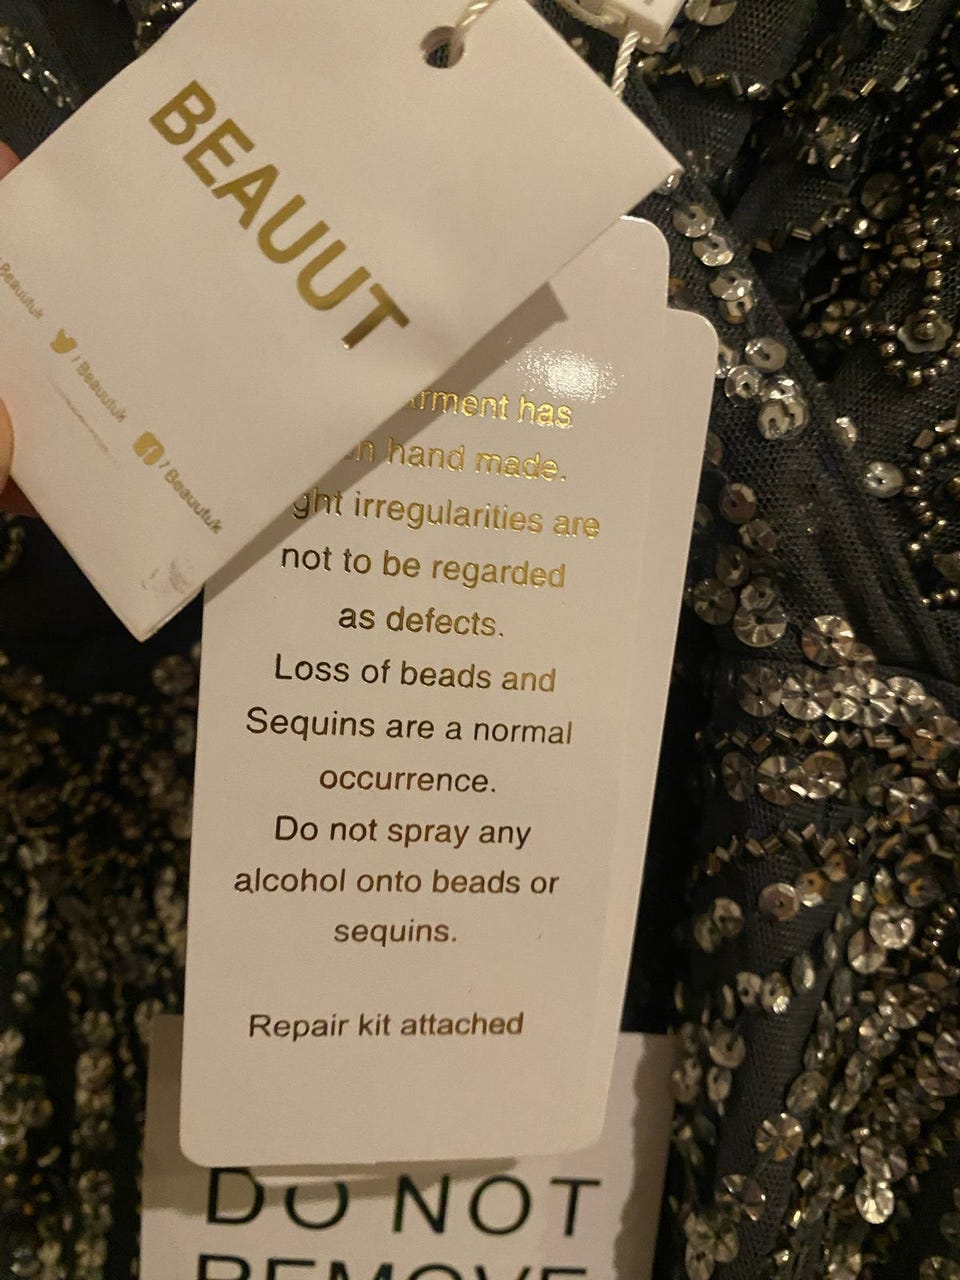 BEAUUT
/ Beauutuk
/ Beauutuk
/ Beauutuk
rment has
n hand made.
ght irregularities are
not to be regarded
as defects.
Loss of beads and
Sequins are a normal
occurrence.
Do not spray any
alcohol onto beads or
sequins.
Repair kit attached
DO NOT
REMOVE